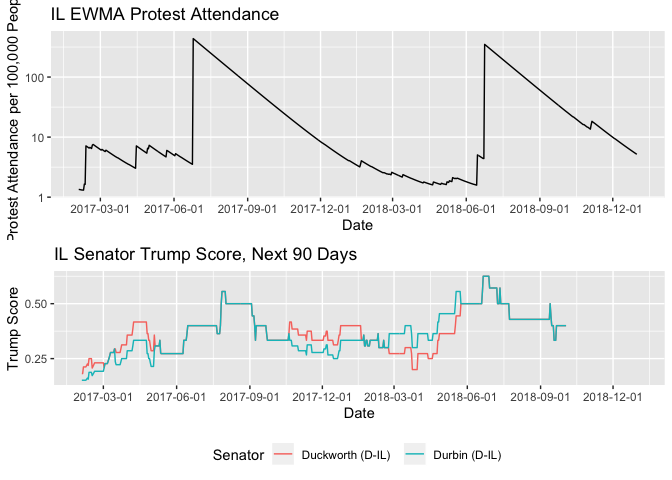 IL EWMA Protest Attendance
Protest Attendance per 100,000 Peop
100
10
1
2017-03-01 2017-06-01 2017-09-01 2017-12-01 2018-03-01 2018-06-01 2018-09-01 2018-12-01
Date
IL Senator Trump Score, Next 90 Days
Trump Score
0.50
0.25
2017-03-01 2017-06-01 2017-09-01 2017-12-01 2018-03-01 2018-06-01 2018-09-01 2018-12-01
Date
Senator Duckworth (D-IL) Durbin (D-IL)